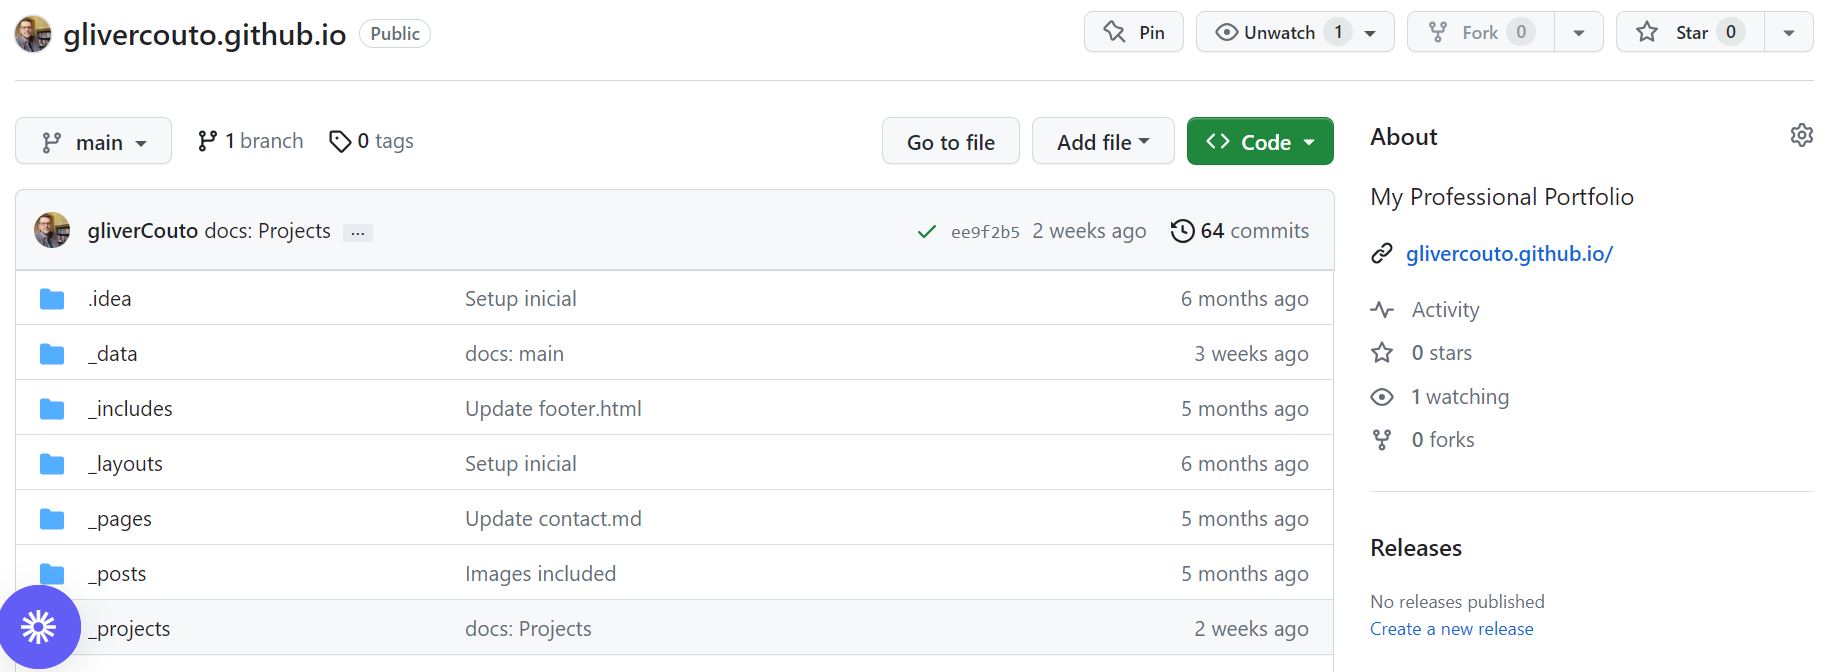 glivercouto.github.io Public Pin Unwatch 1 Fork 0 Star 0
main 1 branch 0 tags Go to file Add file Code
gliverCouto docs: Projects ... ee9f2b5 2 weeks ago 64 commits
.idea Setup inicial 6 months ago
_data docs: main 3 weeks ago
_includes Update footer.html 5 months ago
_layouts Setup inicial 6 months ago
_pages Update contact.md 5 months ago
_posts Images included 5 months ago
_projects docs: Projects 2 weeks ago
About
My Professional Portfolio
glivercouto.github.io/
Activity
0 stars
1 watching
0 forks
Releases
No releases published
Create a new release